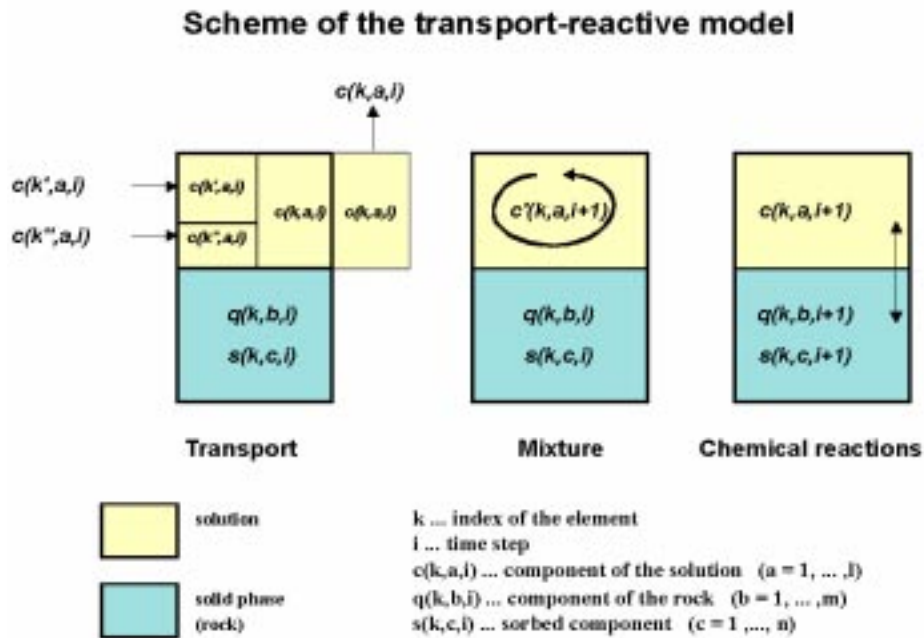 Scheme of the transport-reactive model
c(k,a,i)
c(k',a,i)
c(k'',a,i)
c(k',a,i)
c(k'',a,i)
c(k,a,i)
c(k,a,i)
q(k,b,i)
s(k,c,i)
Transport
c'(k,a,i+1)
q(k,b,i)
s(k,c,i)
Mixture
c(k,a,i+1)
q(k,b,i+1)
s(k,c,i+1)
Chemical reactions
solution
solid phase
(rock)
k ... index of the element
i ... time step
c(k,a,i) ... component of the solution (a = 1, ... ,l)
q(k,b,i) ... component of the rock (b = 1, ... ,m)
s(k,c,i) ... sorbed component (c = 1 ,..., n)